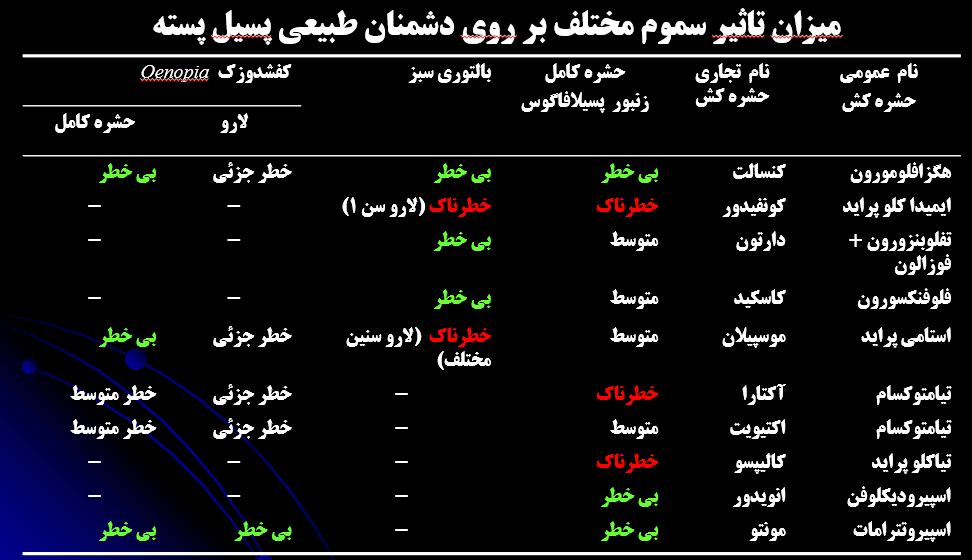 میزان تاثیر سموم مختلف بر روی دشمنان طبیعی پسیل پسته
نام عمومی حشره کش	نام تجاری حشره کش	حشره کامل زنبور پسیلافاگوس	بالتوری سبز	کفشدوزک Oenopia
لارو	حشره کامل
هگزافلومورون	کنسالت	بی خطر	بی خطر	خطر جزئی	بی خطر
ایمیدا کلو پراید	کونفیدور	خطرناک	خطرناک (لارو سن ۱)	–	–
تفلوبنزورون + فوزالون	دارتون	متوسط	بی خطر	–	–
فلوفنکسورون	کاسکید	متوسط	بی خطر	–	–
استامی پراید	موسپیلان	متوسط	خطرناک (لارو سنین مختلف)	خطر جزئی	بی خطر
تیامتوکسام	آکتارا	خطرناک	–	خطر جزئی	خطر متوسط
تیامتوکسام	اکتیویت	متوسط	–	خطر جزئی	خطر متوسط
تیاکلو پراید	کالیپسو	خطرناک	–	–	–
اسپیرودیکلوفن	انویدور	بی خطر	–	–	–
اسپیروتترامات	مونتو	بی خطر	–	بی خطر	بی خطر